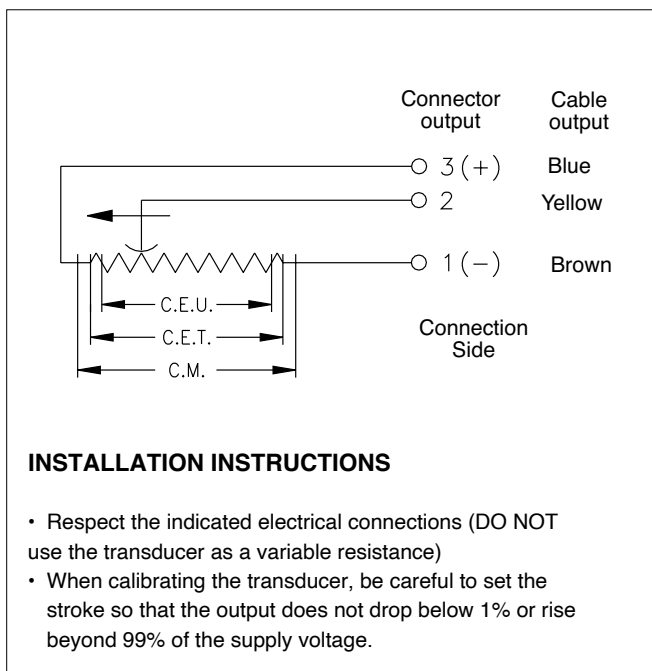 Connector
output
Cable
output
3 (+) Blue
2 Yellow
1 (−) Brown
C.E.U.
C.E.T.
C.M.
Connection
Side
INSTALLATION INSTRUCTIONS
• Respect the indicated electrical connections (DO NOT
use the transducer as a variable resistance)
• When calibrating the transducer, be careful to set the
stroke so that the output does not drop below 1% or rise
beyond 99% of the supply voltage.